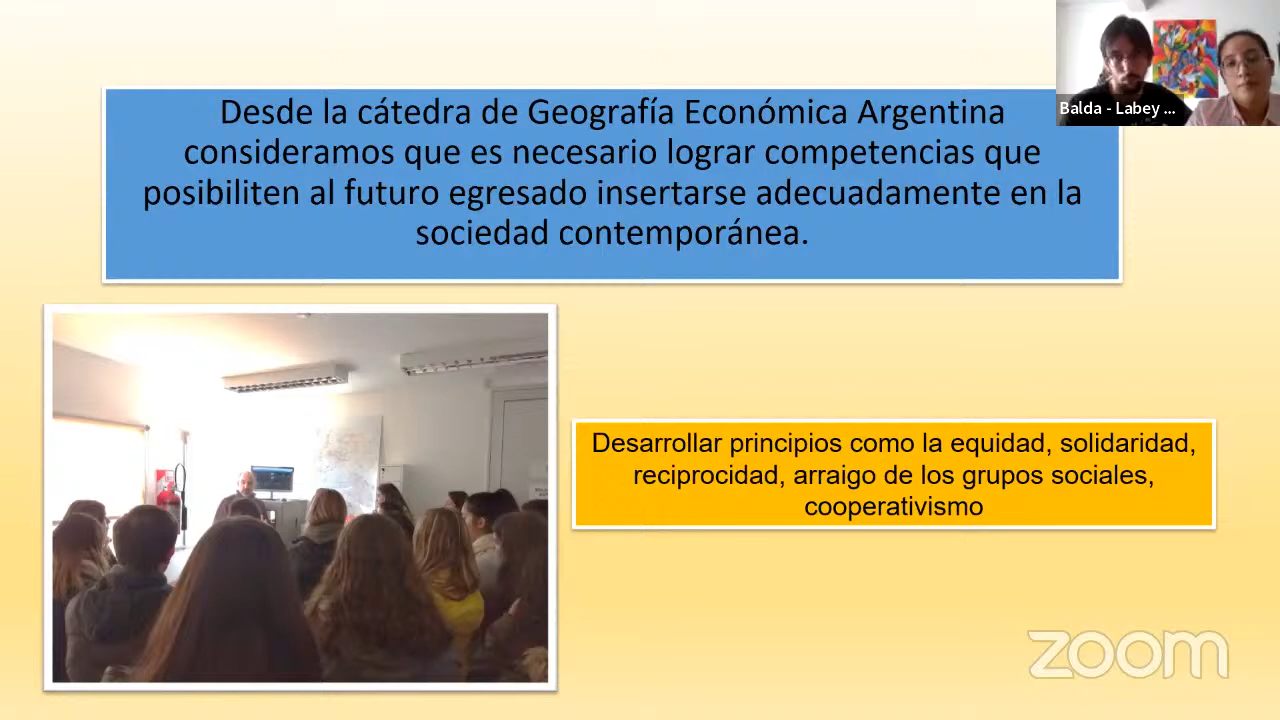 Desde la cátedra de Geografía Económica Argentina
consideramos que es necesario lograr competencias que
posibiliten al futuro egresado insertarse adecuadamente en la
sociedad contemporánea.
Balda - Labey ...
Desarrollar principios como la equidad, solidaridad,
reciprocidad, arraigo de los grupos sociales,
cooperativismo
zoom